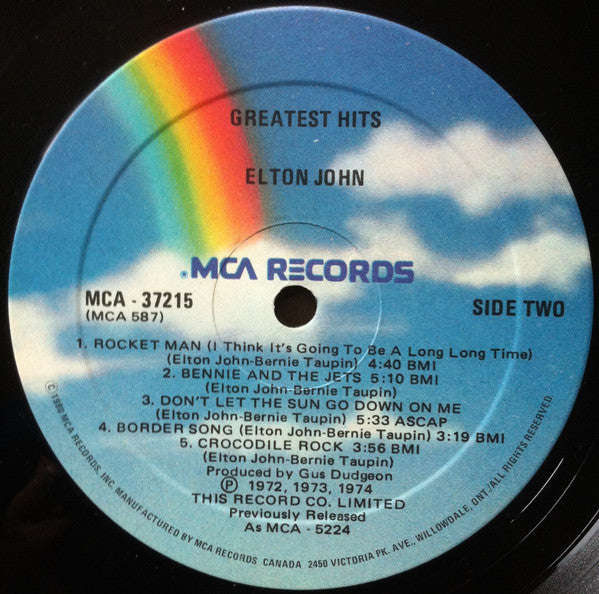 GREATEST HITS
ELTON JOHN
MCA RECORDS
MCA - 37215
(MCA 587)
SIDE TWO
1. ROCKET MAN (I Think It's Going To Be A Long Long Time)
(Elton John-Bernie Taupin) 4:40 BMI
2. BENNIE AND THE JETS 5:10 BMI
(Elton John-Bernie Taupin)
3. DON'T LET THE SUN GO DOWN ON ME
(Elton John-Bernie Taupin) 5:33 ASCAP
4. BORDER SONG (Elton John-Bernie Taupin) 3:19 BMI
5. CROCODILE ROCK 3:56 BMI
(Elton John-Bernie Taupin)
Produced by Gus Dudgeon
Ⓟ 1972, 1973, 1974
THIS RECORD CO. LIMITED
Previously Released
As MCA - 5224
©1980 MCA RECORDS, INC. MANUFACTURED BY MCA RECORDS CANADA 2450 VICTORIA PK. AVE., WILLOWDALE, ONT./ALL RIGHTS RESERVED.